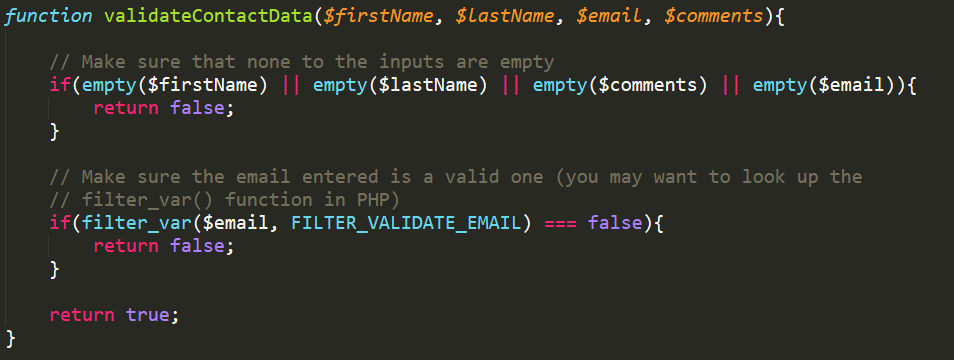 function validateContactData($firstName, $lastName, $email, $comments){
// Make sure that none to the inputs are empty
if(empty($firstName) || empty($lastName) || empty($comments) || empty($email)){
return false;
}
// Make sure the email entered is a valid one (you may want to look up the
// filter_var() function in PHP)
if(filter_var($email, FILTER_VALIDATE_EMAIL) === false){
return false;
}
return true;
}